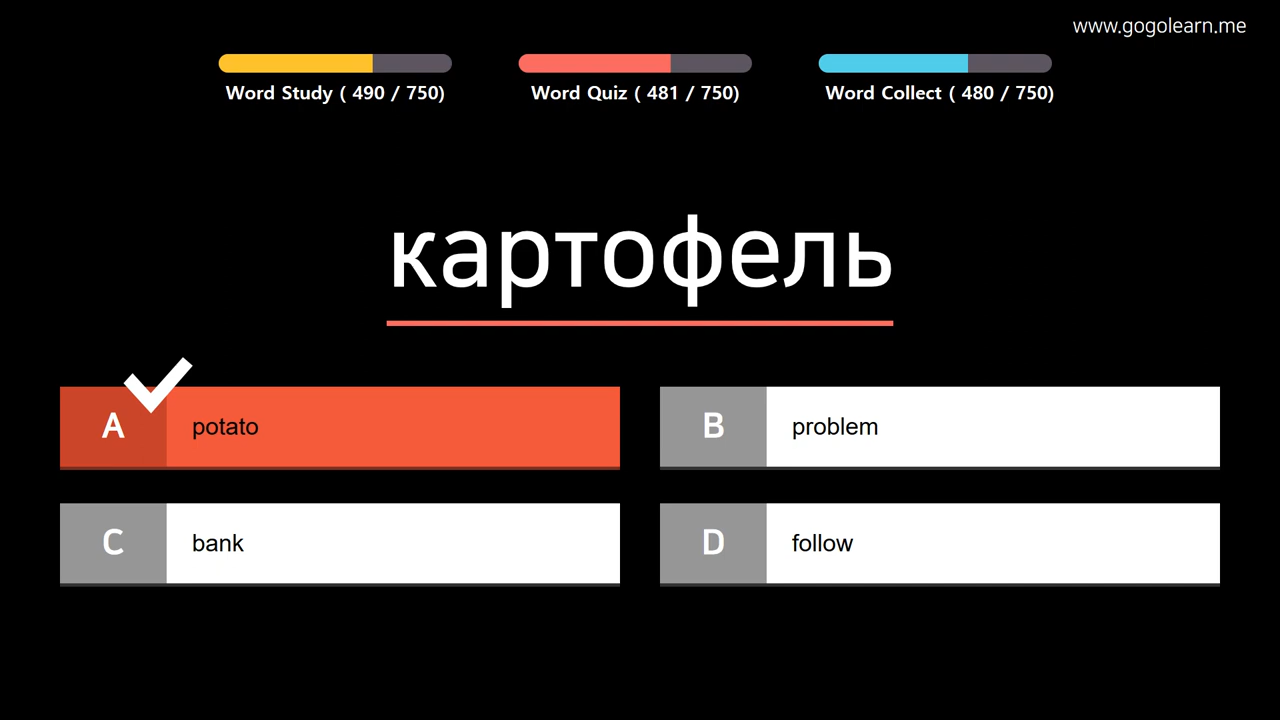 www.gogolearn.me
Word Study ( 490 / 750)
Word Quiz ( 481 / 750)
Word Collect ( 480 / 750)
картофель
A potato
B problem
C bank
D follow